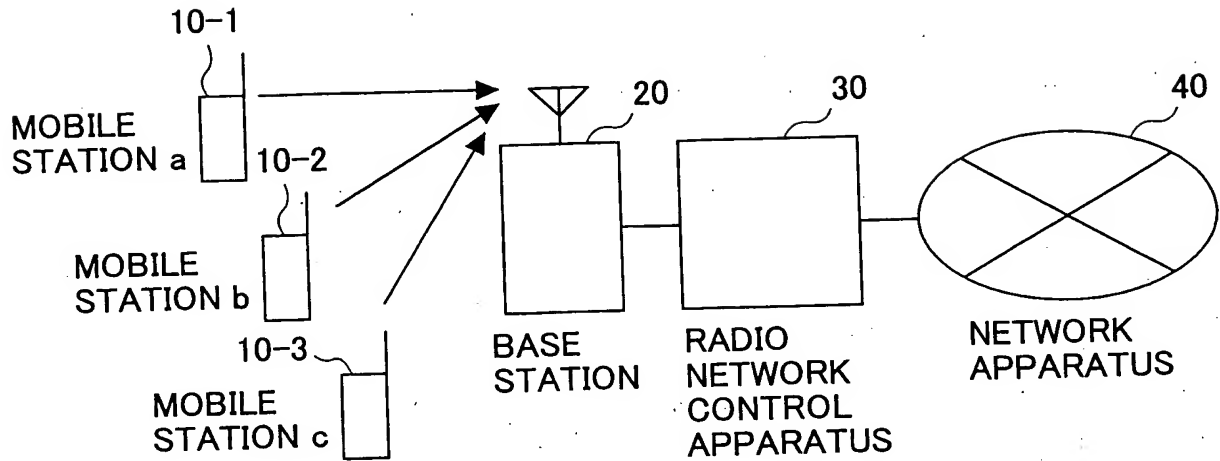 10-1
MOBILE
STATION a
10-2
MOBILE
STATION b
10-3
MOBILE
STATION c
20
BASE
STATION
30
RADIO
NETWORK
CONTROL
APPARATUS
40
NETWORK
APPARATUS